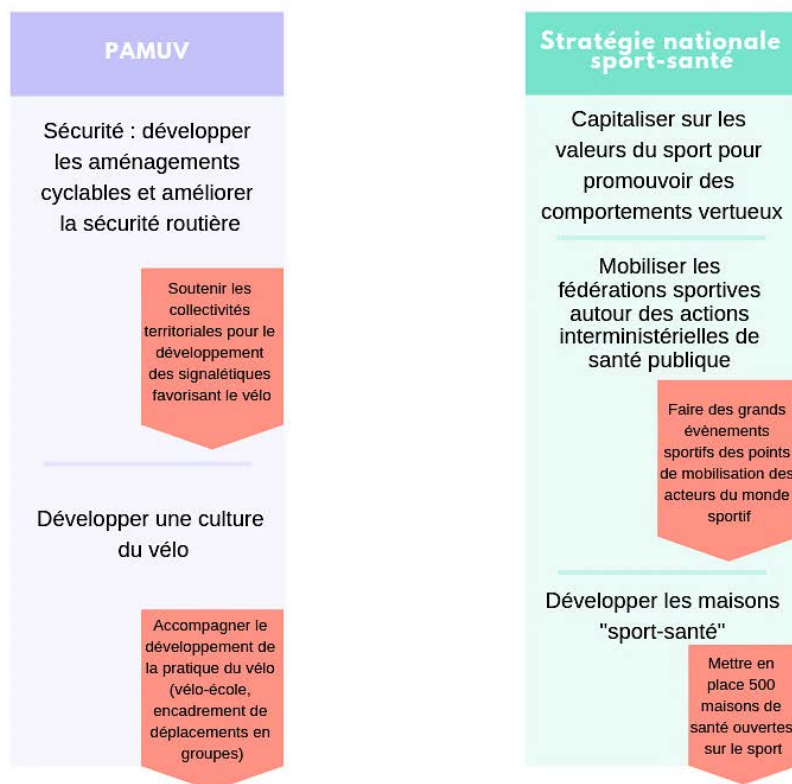 PAMUV
Sécurité : développer
les aménagements
cyclables et améliorer
la sécurité routière
Soutenir les
collectivités
territoriales pour le
développement
des signalétiques
favorisant le vélo
Développer une culture
du vélo
Accompagner le
développement de
la pratique du vélo
(vélo-école,
encadrement de
déplacements en
groupes)
Stratégie nationale
sport-santé
Capitaliser sur les
valeurs du sport pour
promouvoir des
comportements vertueux
Mobiliser les
fédérations sportives
autour des actions
interministérielles de
santé publique
Faire des grands
évènements
sportifs des points
de mobilisation des
acteurs du monde
sportif
Développer les maisons
"sport-santé"
Mettre en
place 500
maisons de
santé ouvertes
sur le sport